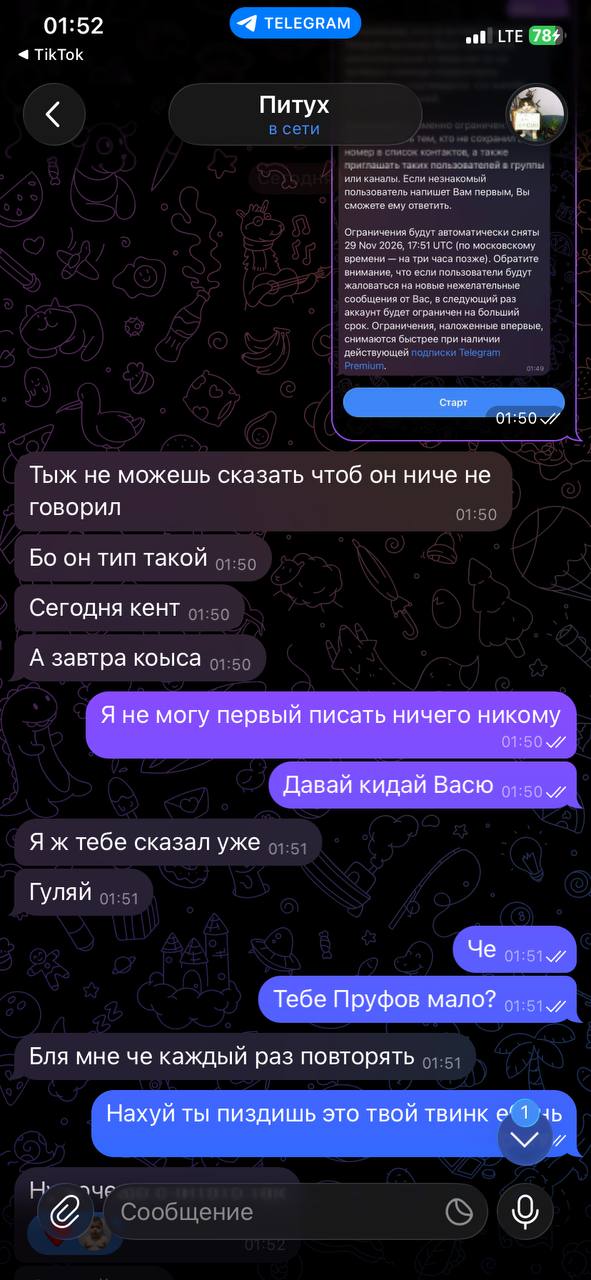 01:52
TELEGRAM
LTE 78
◀ TikTok
Питух
в сети
номер в список контактов, а также
приглашать таких пользователей в группы
или каналы. Если незнакомый
пользователь напишет Вам первым, Вы
сможете ему ответить.
Ограничения будут автоматически сняты
29 Nov 2026, 17:51 UTC (по московскому
времени — на три часа позже). Обратите
внимание, что если пользователи будут
жаловаться на новые нежелательные
сообщения от Вас, в следующий раз
аккаунт будет ограничен на больший
срок. Ограничения, наложенные впервые,
снимаются быстрее при наличии
действующей подписки Telegram
Premium.
01:49
Старт
01:50
Тыж не можешь сказать чтоб он ниче не
говорил 01:50
Бо он тип такой 01:50
Сегодня кент 01:50
А завтра коыса 01:50
Я не могу первый писать ничего никому
01:50
Давай кидай Васю 01:50
Я ж тебе сказал уже 01:51
Гуляй 01:51
Че 01:51
Тебе Пруфов мало? 01:51
Бля мне че каждый раз повторять 01:51
Нахуй ты пиздишь это твой твинк
1
Сообщение
01:52